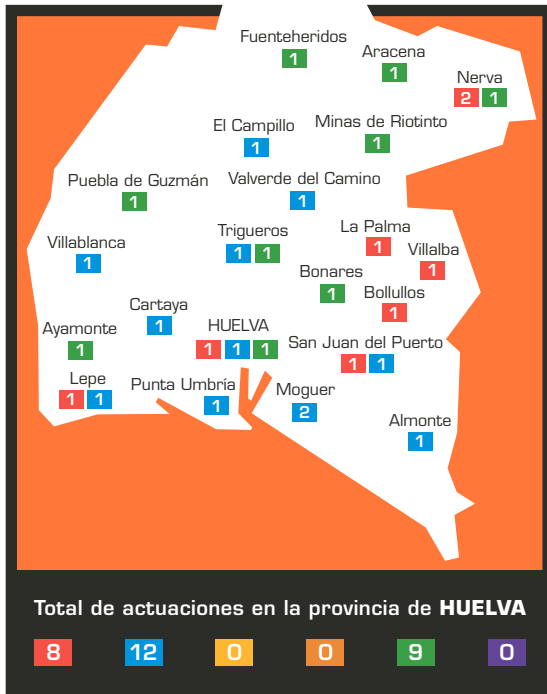 Fuenteheridos
1
Aracena
1
Nerva
2 1
El Campillo
1
Minas de Riotinto
1
Puebla de Guzmán
1
Valverde del Camino
1
Villablanca
1
Trigueros
1 1
La Palma
1
Villalba
1
Bonares
1
Bollullos
1
Cartaya
1
Ayamonte
1
HUELVA
1 1 1
San Juan del Puerto
1 1
Lepe
1 1
Punta Umbría
1
Moguer
2
Almonte
1
Total de actuaciones en la provincia de HUELVA
8 12 0 0 9 0